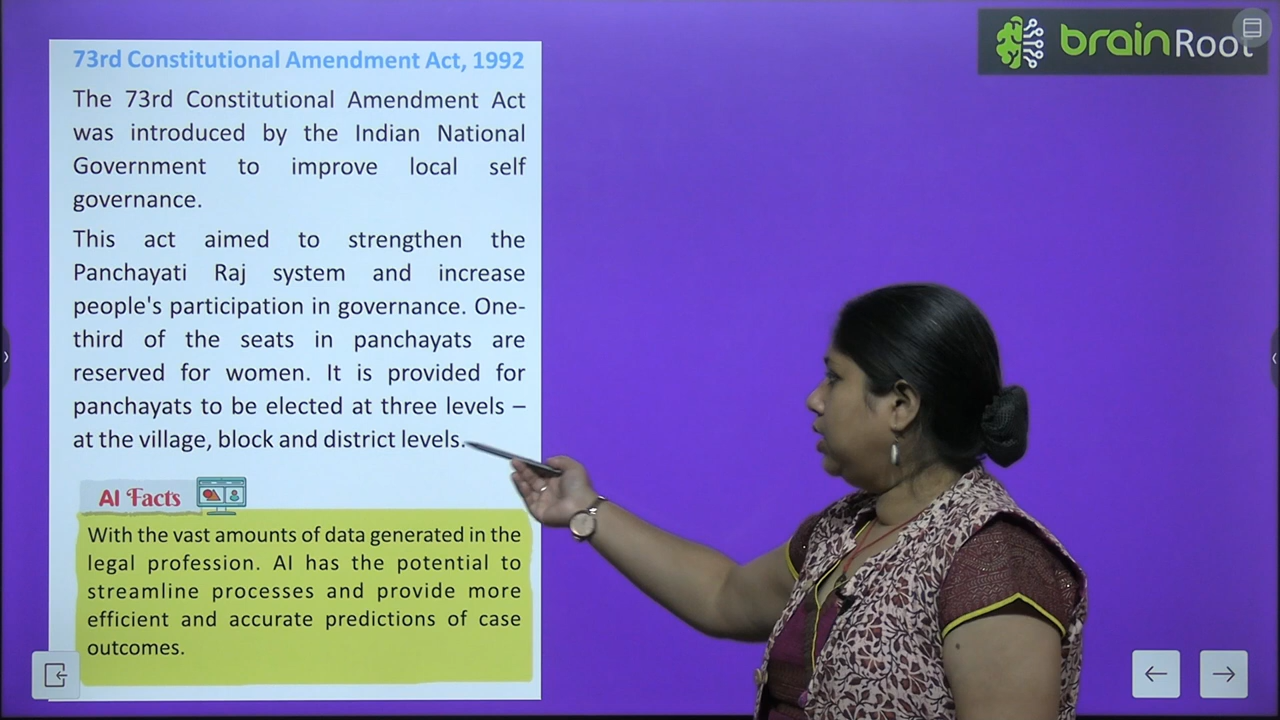 73rd Constitutional Amendment Act, 1992
The 73rd Constitutional Amendment Act
was introduced by the Indian National
Government to improve local self
governance.
This act aimed to strengthen the
Panchayati Raj system and increase
people's participation in governance. One-
third of the seats in panchayats are
reserved for women. It is provided for
panchayats to be elected at three levels –
at the village, block and district levels.
AI Facts
With the vast amounts of data generated in the
legal profession. AI has the potential to
streamline processes and provide more
efficient and accurate predictions of case
outcomes.
brainRoot